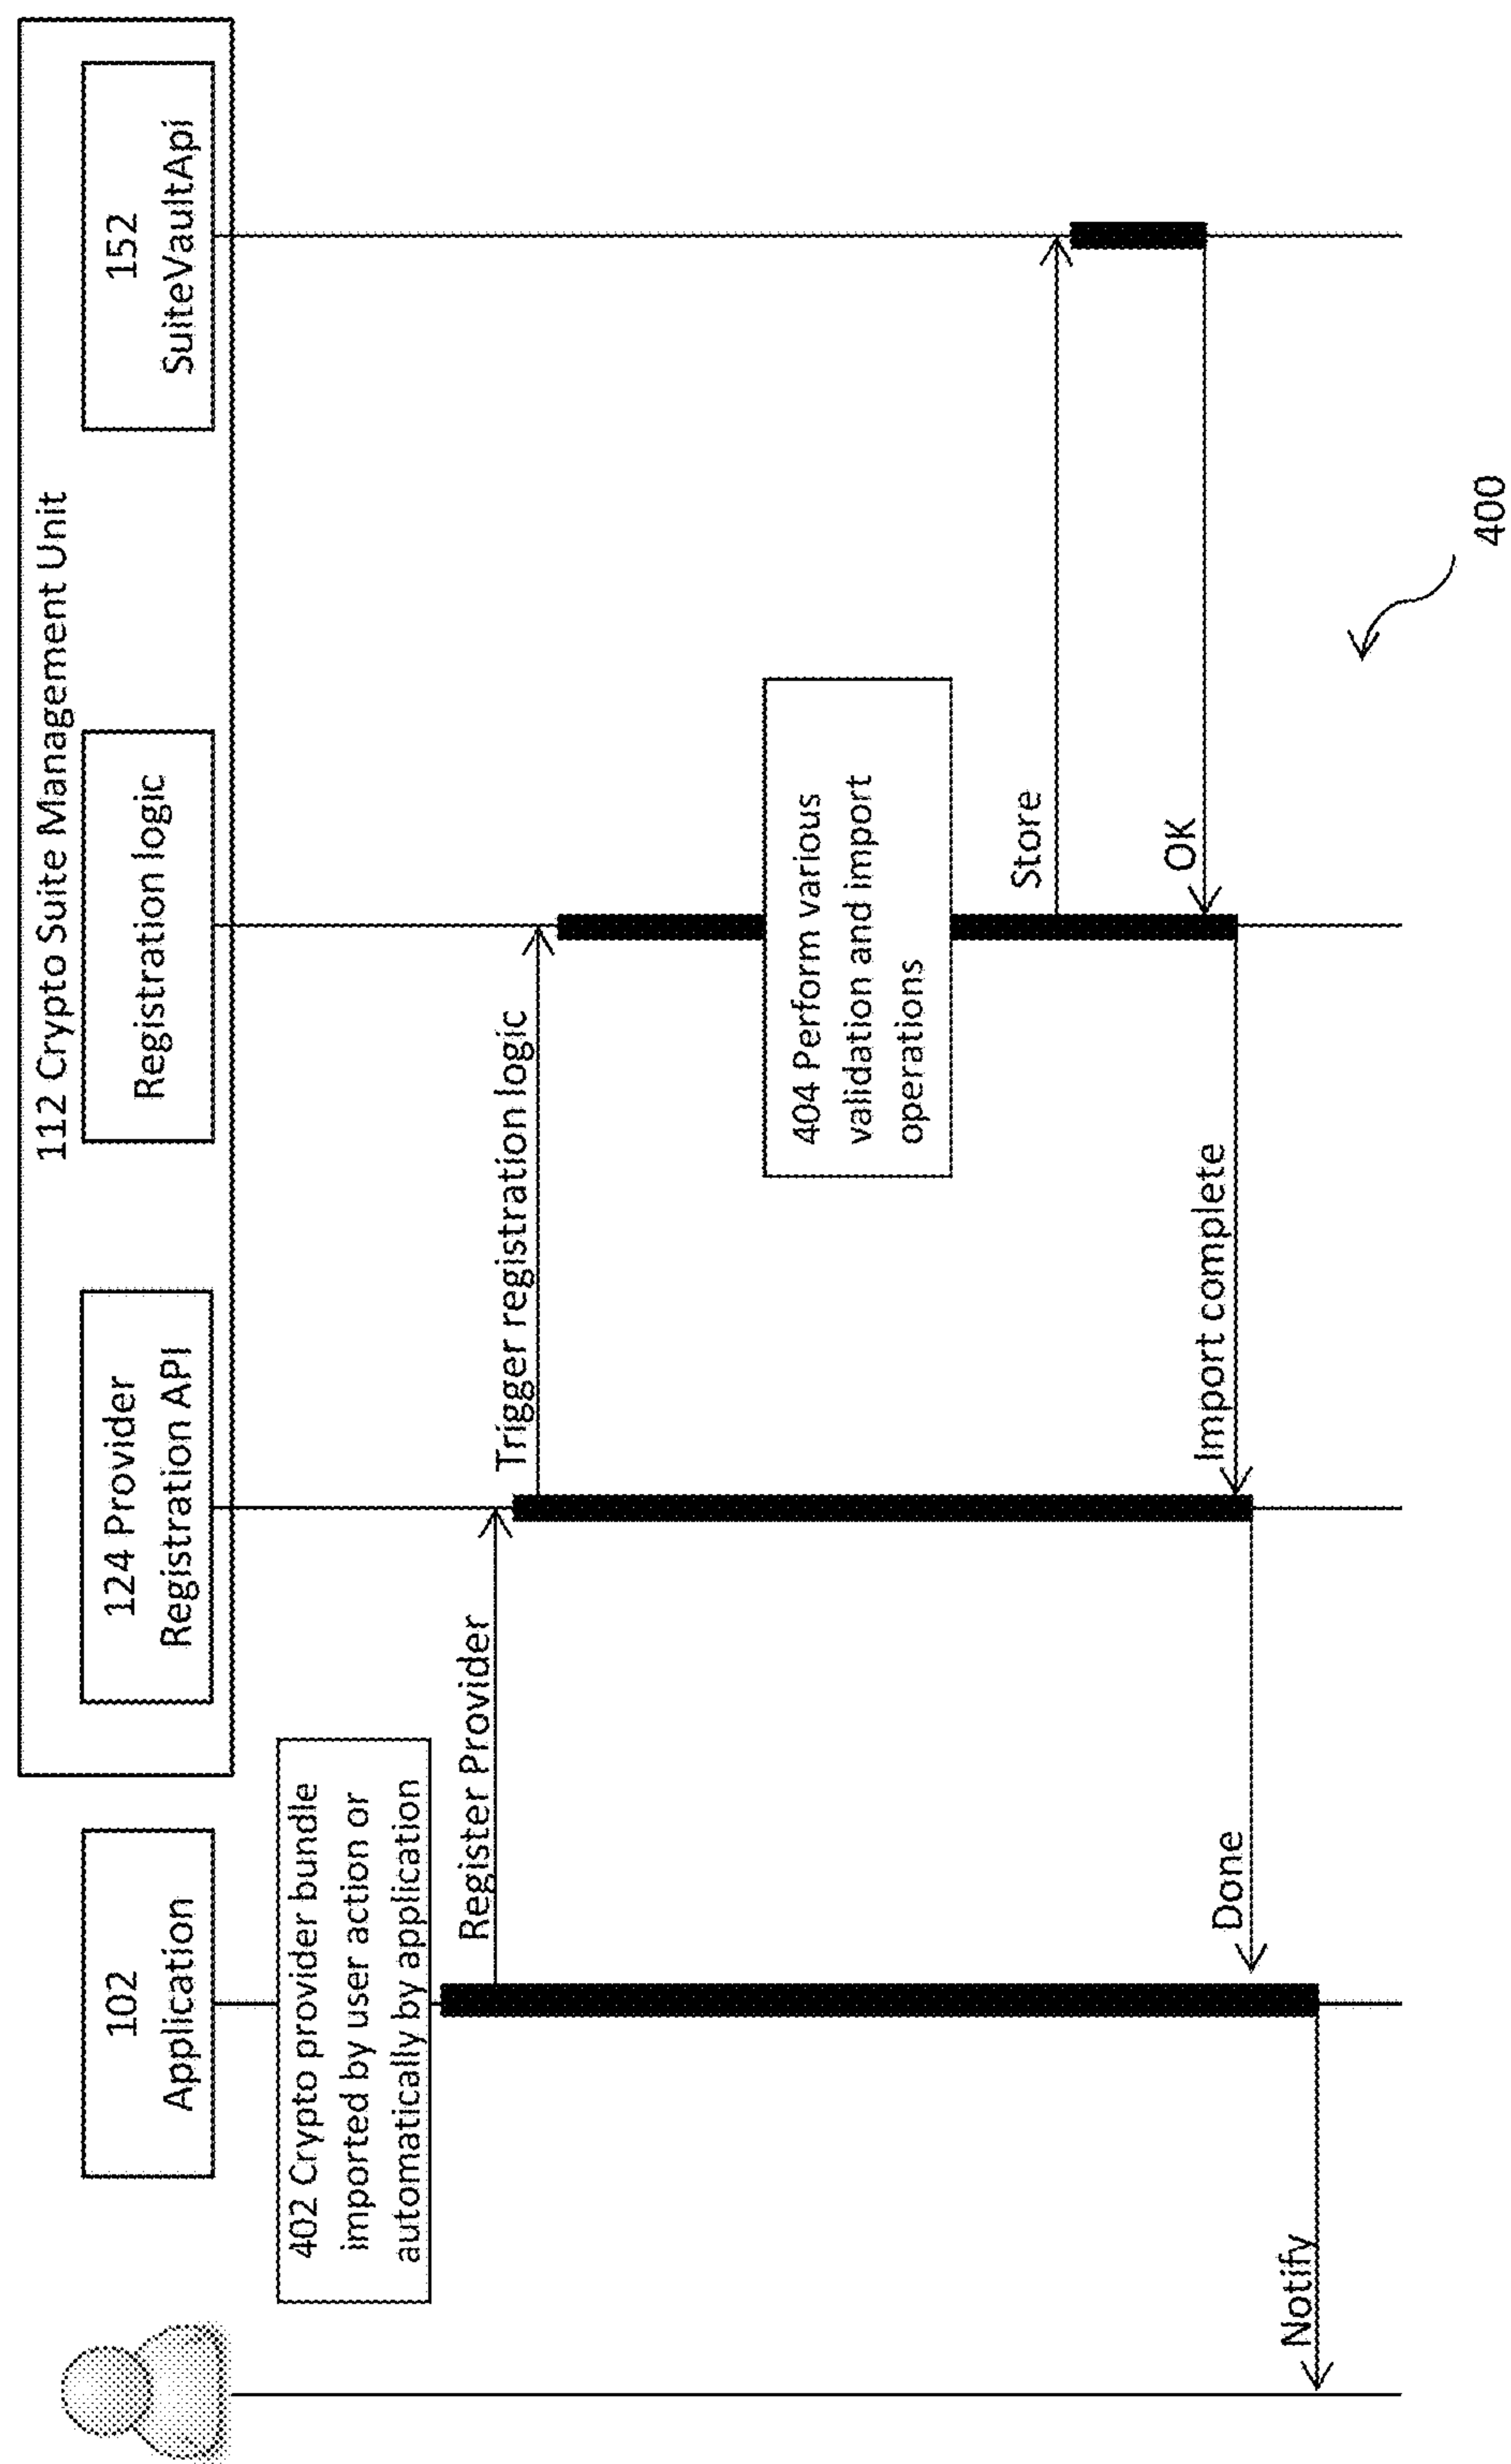 112 Crypto Suite Management Unit
102
Application
124 Provider
Registration API
Registration logic
152
SuiteVaultApi
402 Crypto provider bundle
imported by user action or
automatically by application
Register Provider
Trigger registration logic
404 Perform various
validation and import
operations
Store
OK
Import complete
Done
Notify
400